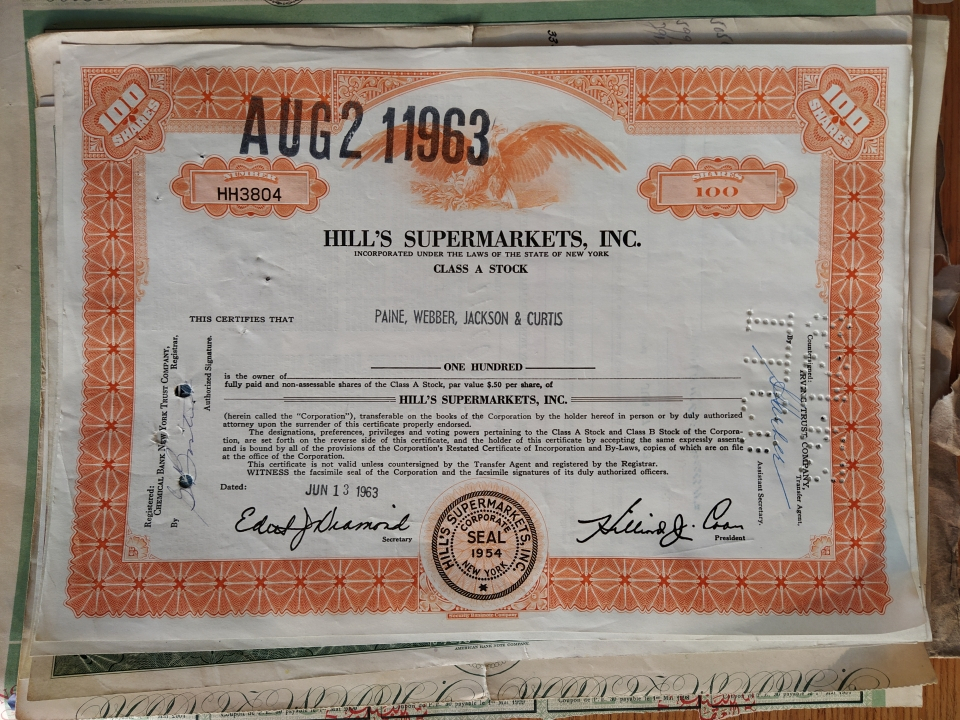 100 SHARES
100 SHARES
AUG 21 1963
NUMBER
HH3804
SHARES
100
HILL'S SUPERMARKETS, INC.
INCORPORATED UNDER THE LAWS OF THE STATE OF NEW YORK
CLASS A STOCK
THIS CERTIFIES THAT
PAINE, WEBBER, JACKSON & CURTIS
ONE HUNDRED
is the owner of
fully paid and non-assessable shares of the Class A Stock, par value $.50 per share, of
HILL'S SUPERMARKETS, INC.
(herein called the "Corporation"), transferable on the books of the Corporation by the holder hereof in person or by duly authorized
attorney upon the surrender of this certificate properly endorsed.
The designations, preferences, privileges and voting powers pertaining to the Class A Stock and Class B Stock of the Corpora-
tion, are set forth on the reverse side of this certificate, and the holder of this certificate by accepting the same expressly assents
and is bound by all of the provisions of the Corporation's Restated Certificate of Incorporation and By-Laws, copies of which are on file
at the office of the Corporation.
This certificate is not valid unless countersigned by the Transfer Agent and registered by the Registrar.
WITNESS the facsimile seal of the Corporation and the facsimile signatures of its duly authorized officers.
Dated:
JUN 13 1963
Secretary
President
HILL'S SUPERMARKETS, INC.
CORPORATE
SEAL
1954
NEW YORK
Registered:
CHEMICAL BANK NEW YORK TRUST COMPANY,
Registrar,
By
Authorized Signature.
Countersigned:
IRVING TRUST COMPANY,
Transfer Agent,
By
Assistant Secretary.
AMERICAN BANK NOTE COMPANY